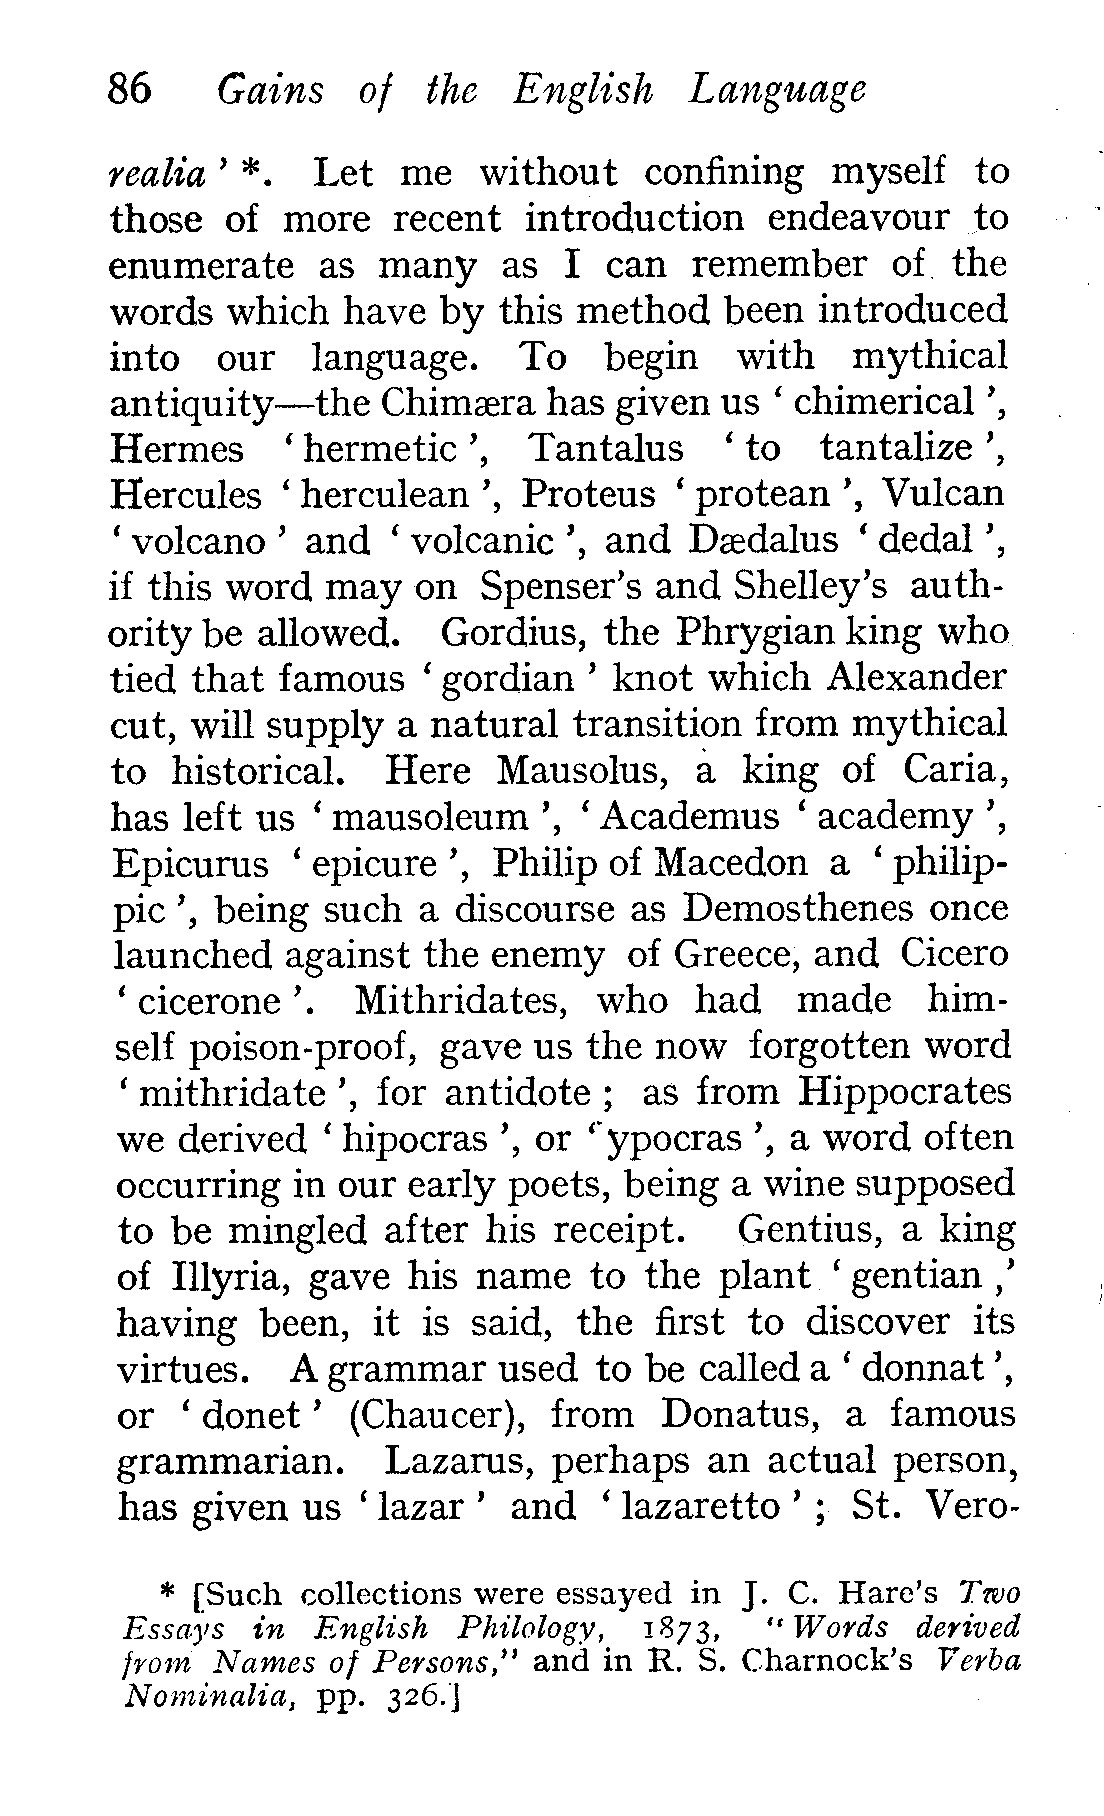 86 Gains of the English Language
realia ’ *. Let me without confining myself to
those of more recent introduction endeavour to
enumerate as many as I can remember of the
words which have by this method been introduced
into our language. To begin with mythical
antiquity—the Chimæra has given us ‘ chimerical ’,
Hermes ‘ hermetic ’, Tantalus ‘ to tantalize ’,
Hercules ‘ herculean ’, Proteus ‘ protean ’, Vulcan
‘ volcano ’ and ‘ volcanic ’, and Dædalus ‘ dedal ’,
if this word may on Spenser’s and Shelley’s auth-
ority be allowed. Gordius, the Phrygian king who
tied that famous ‘ gordian ’ knot which Alexander
cut, will supply a natural transition from mythical
to historical. Here Mausolus, a king of Caria,
has left us ‘ mausoleum ’, ‘ Academus ‘ academy ’,
Epicurus ‘ epicure ’, Philip of Macedon a ‘ philip-
pic ’, being such a discourse as Demosthenes once
launched against the enemy of Greece, and Cicero
‘ cicerone ’. Mithridates, who had made him-
self poison-proof, gave us the now forgotten word
‘ mithridate ’, for antidote ; as from Hippocrates
we derived ‘ hipocras ’, or ‘ ypocras ’, a word often
occurring in our early poets, being a wine supposed
to be mingled after his receipt. Gentius, a king
of Illyria, gave his name to the plant ‘ gentian ,’
having been, it is said, the first to discover its
virtues. A grammar used to be called a ‘ donnat ’,
or ‘ donet ’ (Chaucer), from Donatus, a famous
grammarian. Lazarus, perhaps an actual person,
has given us ‘ lazar ’ and ‘ lazaretto ’ ; St. Vero-
* [Such collections were essayed in J. C. Hare’s Two
Essays in English Philology, 1873, “ Words derived
from Names of Persons,” and in R. S. Charnock’s Verba
Nominalia, pp. 326.]